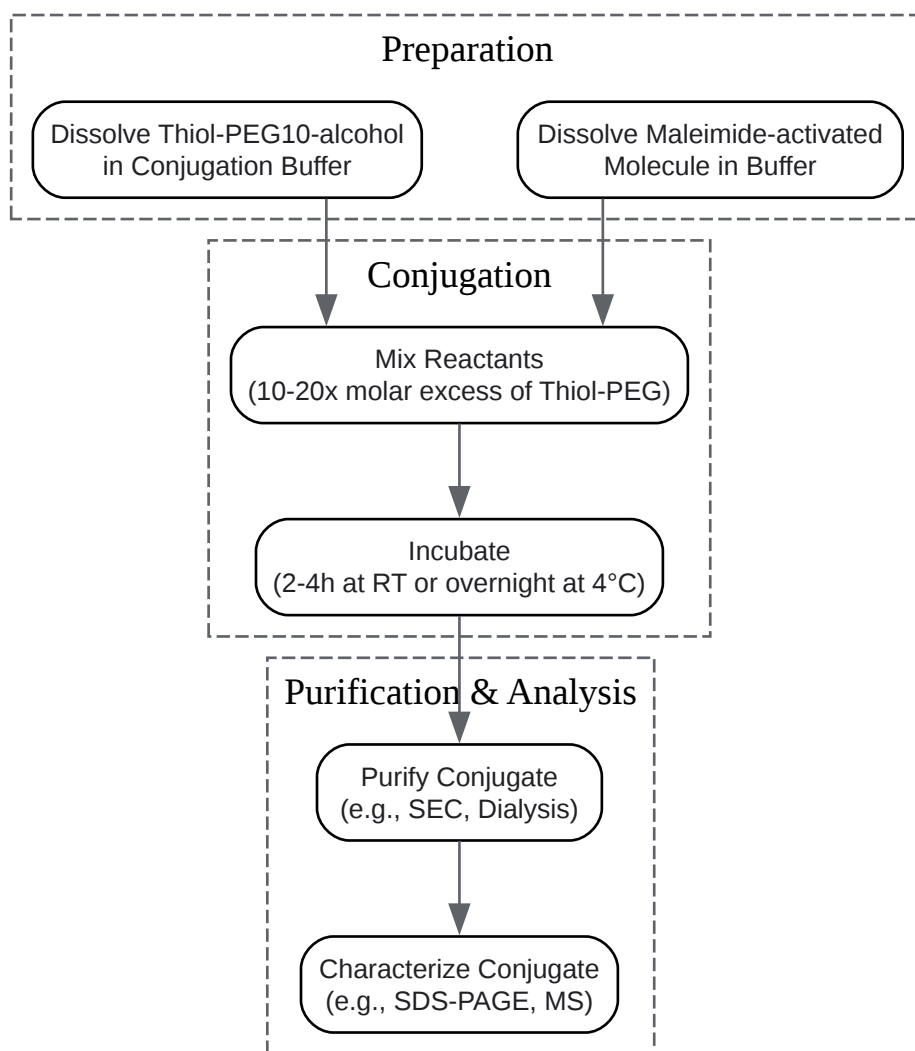 Preparation
Dissolve Thiol-PEG10-alcohol
in Conjugation Buffer
Dissolve Maleimide-activated
Molecule in Buffer
Conjugation
Mix Reactants
(10-20x molar excess of Thiol-PEG)
Incubate
(2-4h at RT or overnight at 4°C)
Purification & Analysis
Purify Conjugate
(e.g., SEC, Dialysis)
Characterize Conjugate
(e.g., SDS-PAGE, MS)